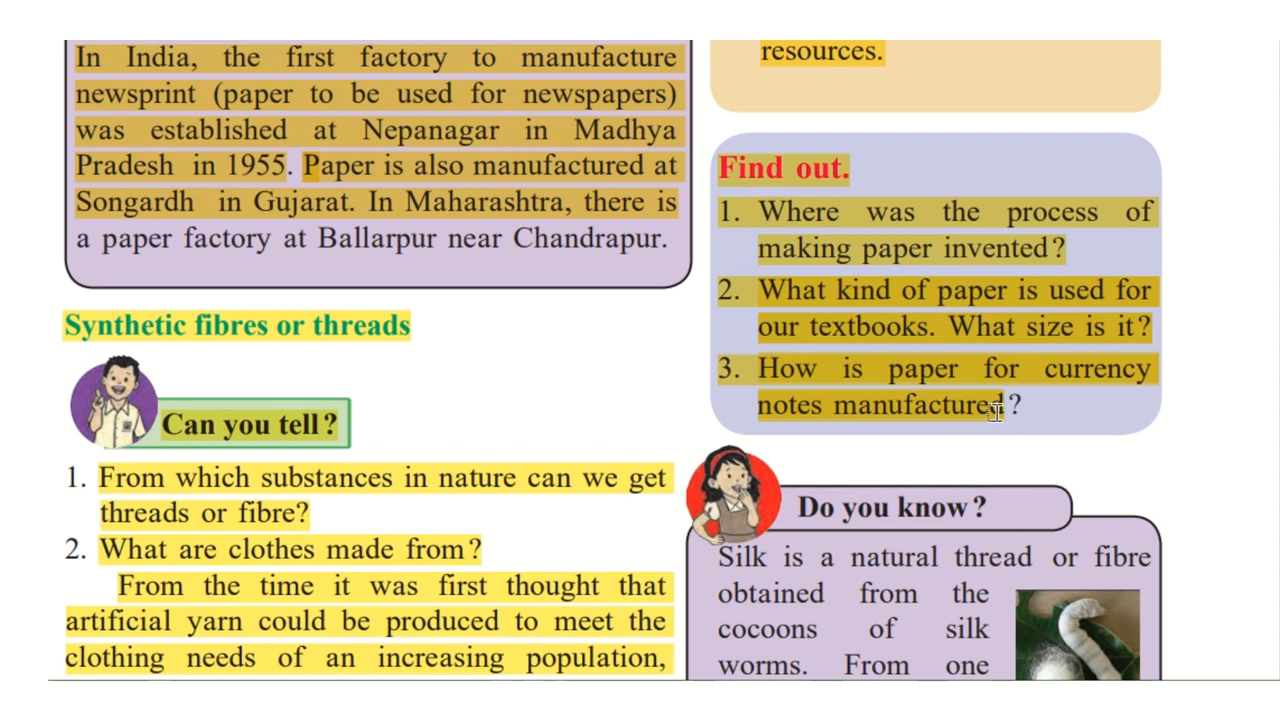 In India, the first factory to manufacture
newsprint (paper to be used for newspapers)
was established at Nepanagar in Madhya
Pradesh in 1955. Paper is also manufactured at
Songardh in Gujarat. In Maharashtra, there is
a paper factory at Ballarpur near Chandrapur.
Synthetic fibres or threads
Can you tell?
1. From which substances in nature can we get
threads or fibre?
2. What are clothes made from?
From the time it was first thought that
artificial yarn could be produced to meet the
clothing needs of an increasing population,
resources.
Find out.
1. Where was the process of
making paper invented?
2. What kind of paper is used for
our textbooks. What size is it?
3. How is paper for currency
notes manufactured?
Do you know?
Silk is a natural thread or fibre
obtained from the
cocoons of silk
worms. From one